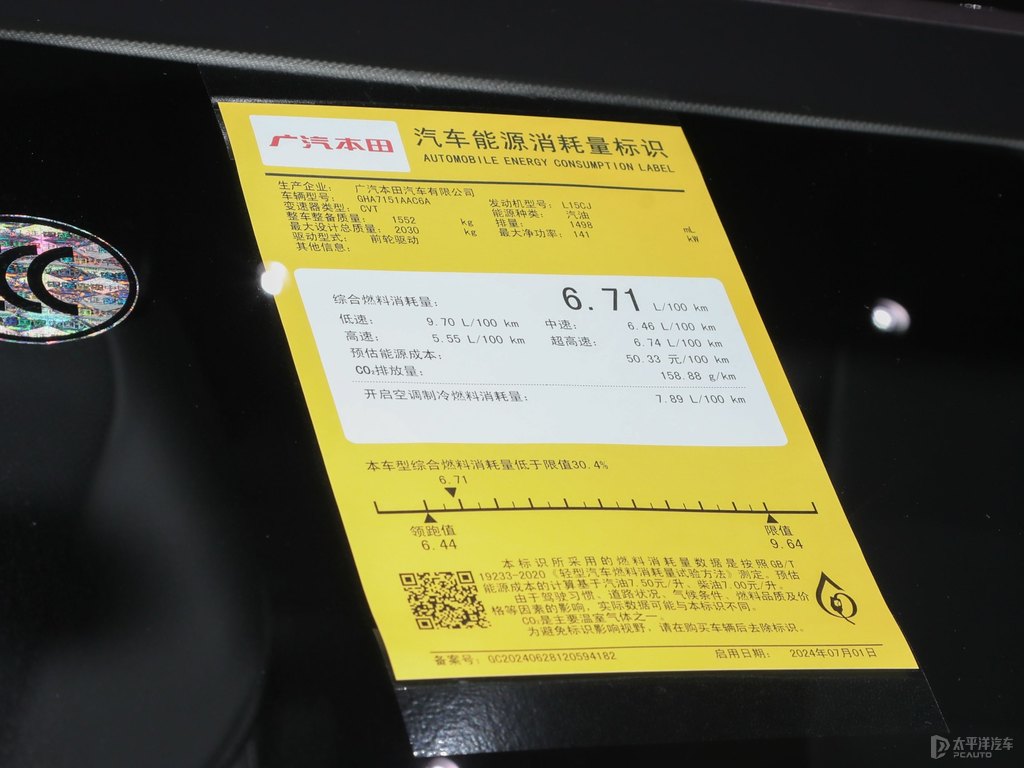 广汽本田
汽车能源消耗量标识
AUTOMOBILE ENERGY CONSUMPTION LABEL
生产企业： 广汽本田汽车有限公司
车辆型号： GHA7151AAC6A 发动机型号： L15CJ
变速器类型： CVT 能源种类： 汽油
整车整备质量： 1552 kg 排量： 1498 mL
最大设计总质量： 2030 kg 最大净功率： 141 kW
驱动型式： 前轮驱动
其他信息：
综合燃料消耗量： 6.71 L/100 km
低速： 9.70 L/100 km 中速： 6.46 L/100 km
高速： 5.55 L/100 km 超高速： 6.74 L/100 km
预估能源成本： 50.33 元/100 km
CO₂排放量： 158.88 g/km
开启空调制冷燃料消耗量： 7.89 L/100 km
本车型综合燃料消耗量低于限值30.4%
6.71
领跑值 限值
6.44 9.64
本标识所采用的燃料消耗量数据是按照GB/T
19233-2020《轻型汽车燃料消耗量试验方法》测定。预估
能源成本的计算基于汽油7.50元/升，柴油7.00元/升。
由于驾驶习惯、道路状况、气候条件、燃料品质及价
格等因素的影响，实际数据可能与本标识不同。
CO₂是主要温室气体之一。
为避免标识影响视野，请在购买车辆后去除标识。
备案号： GC20240628120594182 启用日期： 2024年07月01日
CCC
太平洋汽车
PCAUTO